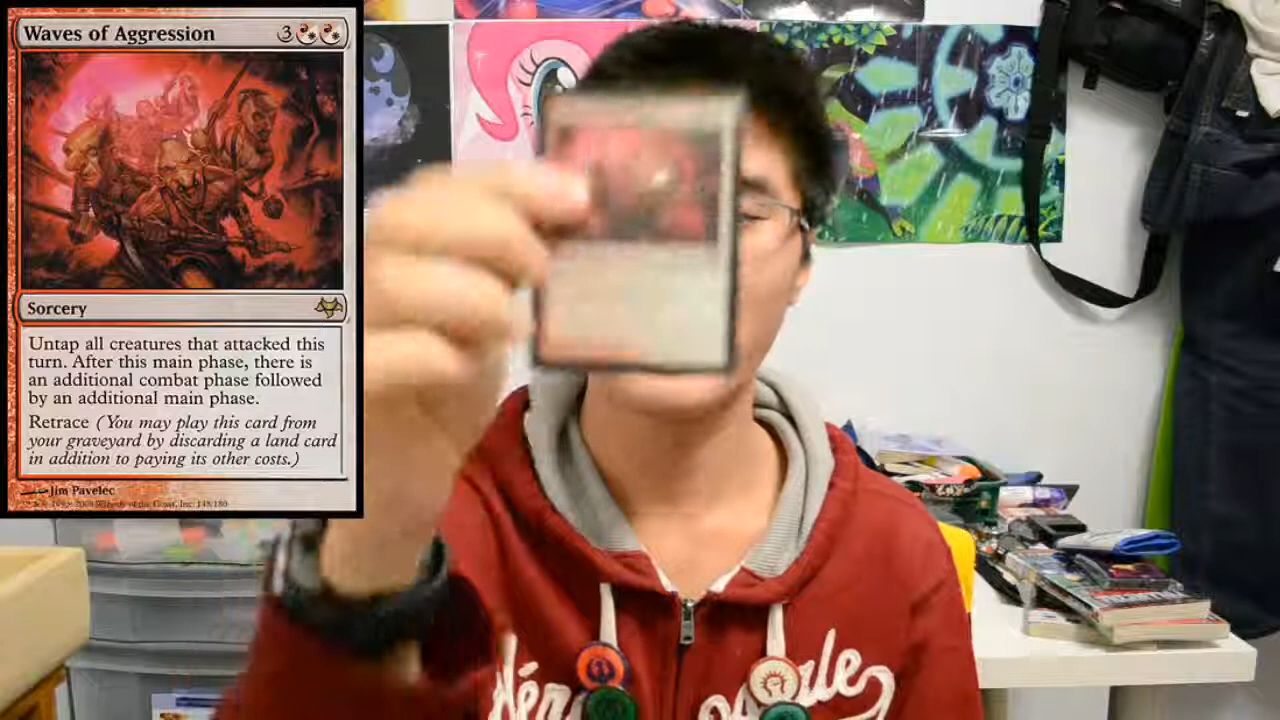 Waves of Aggression 3
Sorcery
Untap all creatures that attacked this
turn. After this main phase, there is
an additional combat phase followed
by an additional main phase.
Retrace (You may play this card from
your graveyard by discarding a land card
in addition to paying its other costs.)
Jim Pavelec